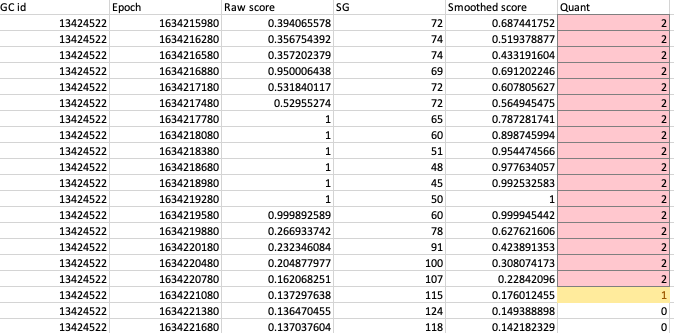 GC id Epoch Raw score SG Smoothed score Quant
13424522 1634215980 0.394065578 72 0.687441752 2
13424522 1634216280 0.356754392 74 0.519378877 2
13424522 1634216580 0.357202379 74 0.433191604 2
13424522 1634216880 0.950006438 69 0.691202246 2
13424522 1634217180 0.531840117 72 0.607805627 2
13424522 1634217480 0.52955274 72 0.564945475 2
13424522 1634217780 1 65 0.787281741 2
13424522 1634218080 1 60 0.898745994 2
13424522 1634218380 1 51 0.954474566 2
13424522 1634218680 1 48 0.977634057 2
13424522 1634218980 1 45 0.992532583 2
13424522 1634219280 1 50 1 2
13424522 1634219580 0.999892589 60 0.999945442 2
13424522 1634219880 0.266933742 78 0.627621606 2
13424522 1634220180 0.232346084 91 0.423891353 2
13424522 1634220480 0.204877977 100 0.308074173 2
13424522 1634220780 0.162068251 107 0.22842096 2
13424522 1634221080 0.137297638 115 0.176012455 1
13424522 1634221380 0.136470455 124 0.149388898 0
13424522 1634221680 0.137037604 118 0.142182329 0